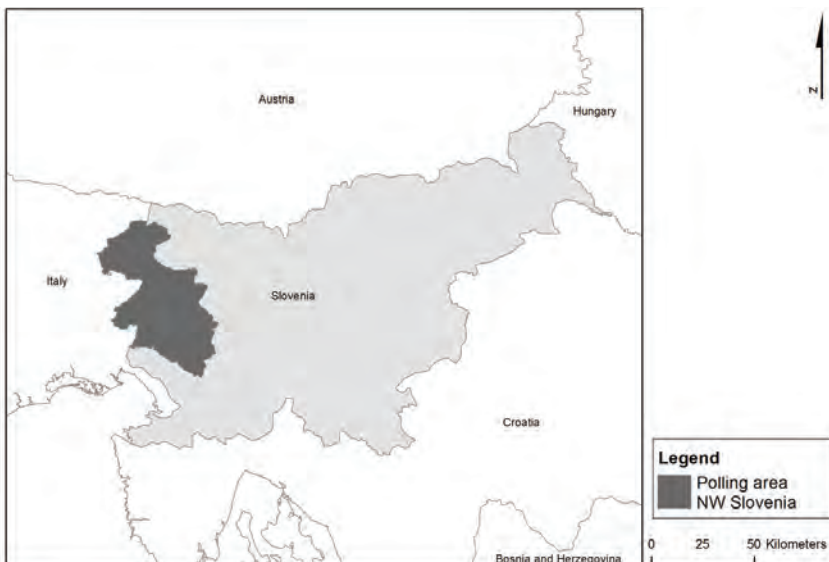 Austria
Hungary
N
Italy
Slovenia
Croatia
Legend
Polling area
NW Slovenia
Bosnia and Herzegovina
0 25 50 Kilometers